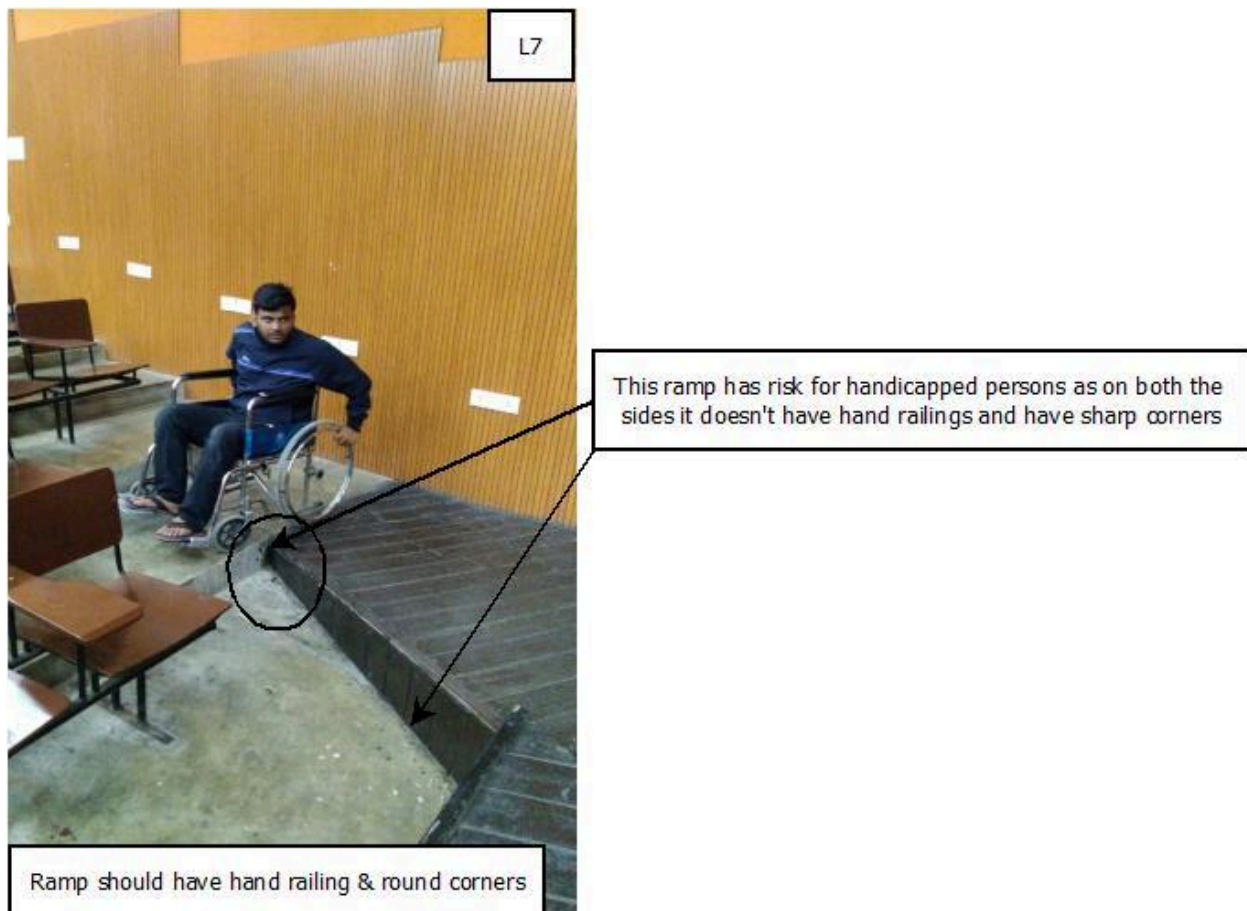 L7
This ramp has risk for handicapped persons as on both the
sides it doesn't have hand railings and have sharp corners
Ramp should have hand railing & round corners